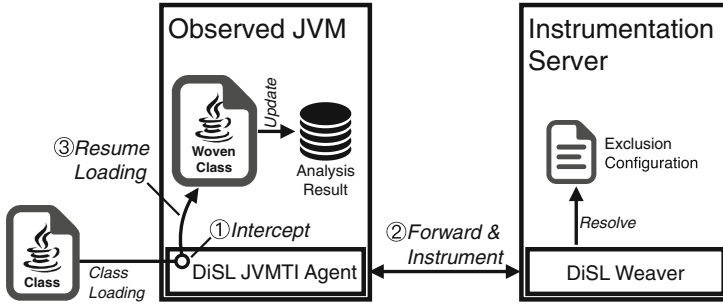 Observed JVM
Instrumentation
Server
Woven
Class
Update
Analysis
Result
Exclusion
Configuration
③Resume
Loading
①Intercept
②Forward &
Instrument
Resolve
Class
Class
Loading
DiSL JVMTI Agent
DiSL Weaver